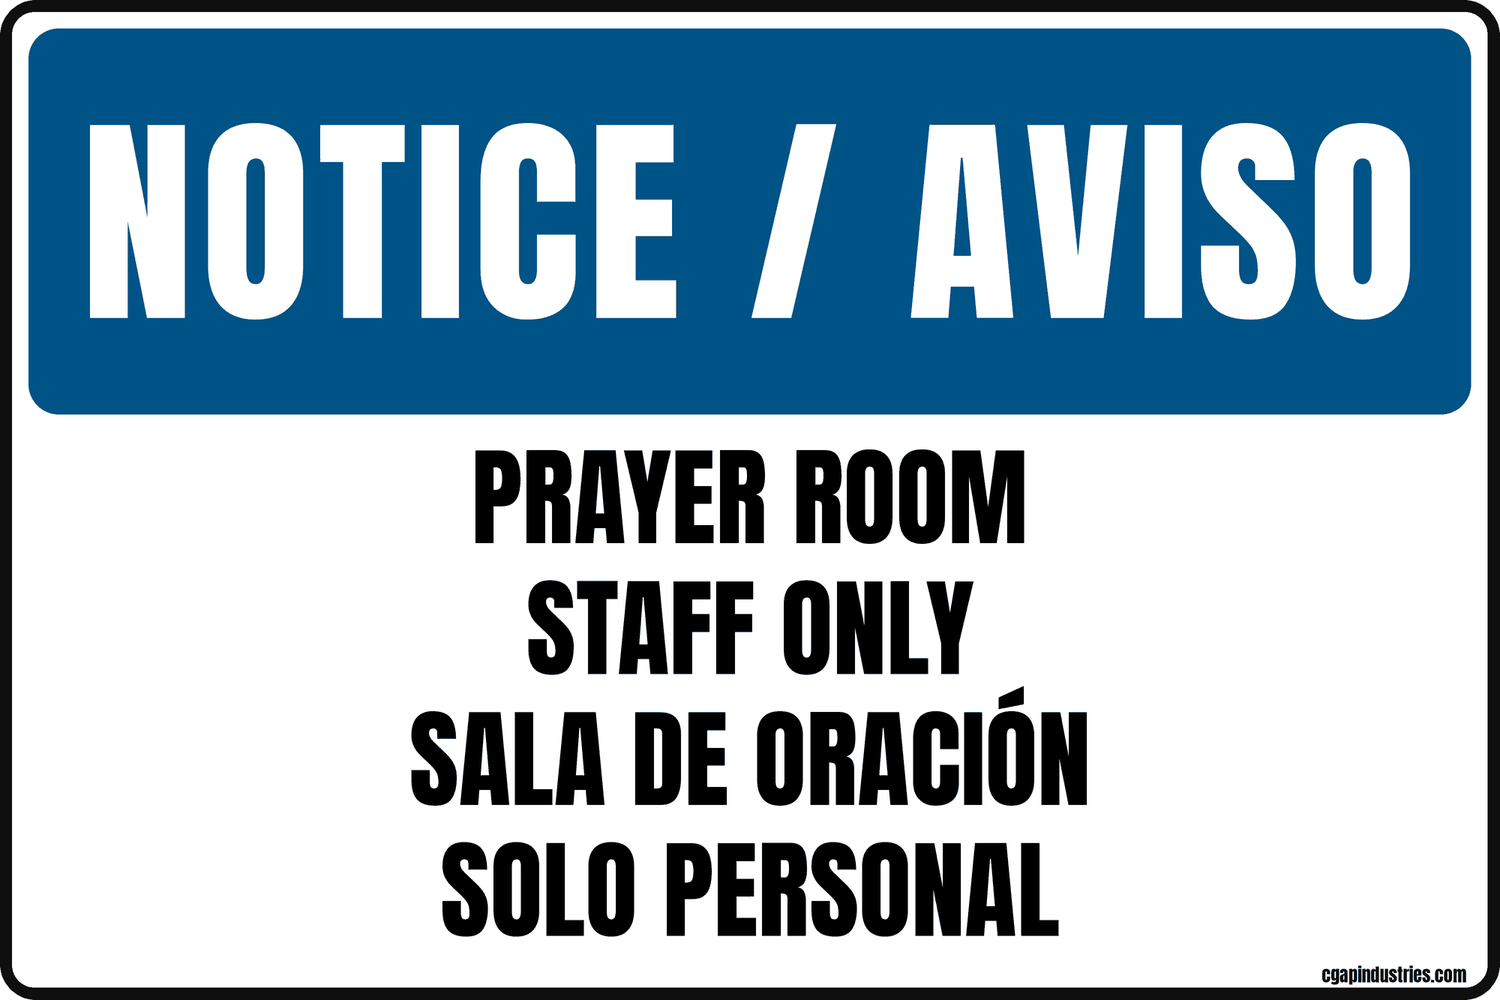 NOTICE / AVISO
PRAYER ROOM
STAFF ONLY
SALA DE ORACIÓN
SOLO PERSONAL
cgapindustries.com